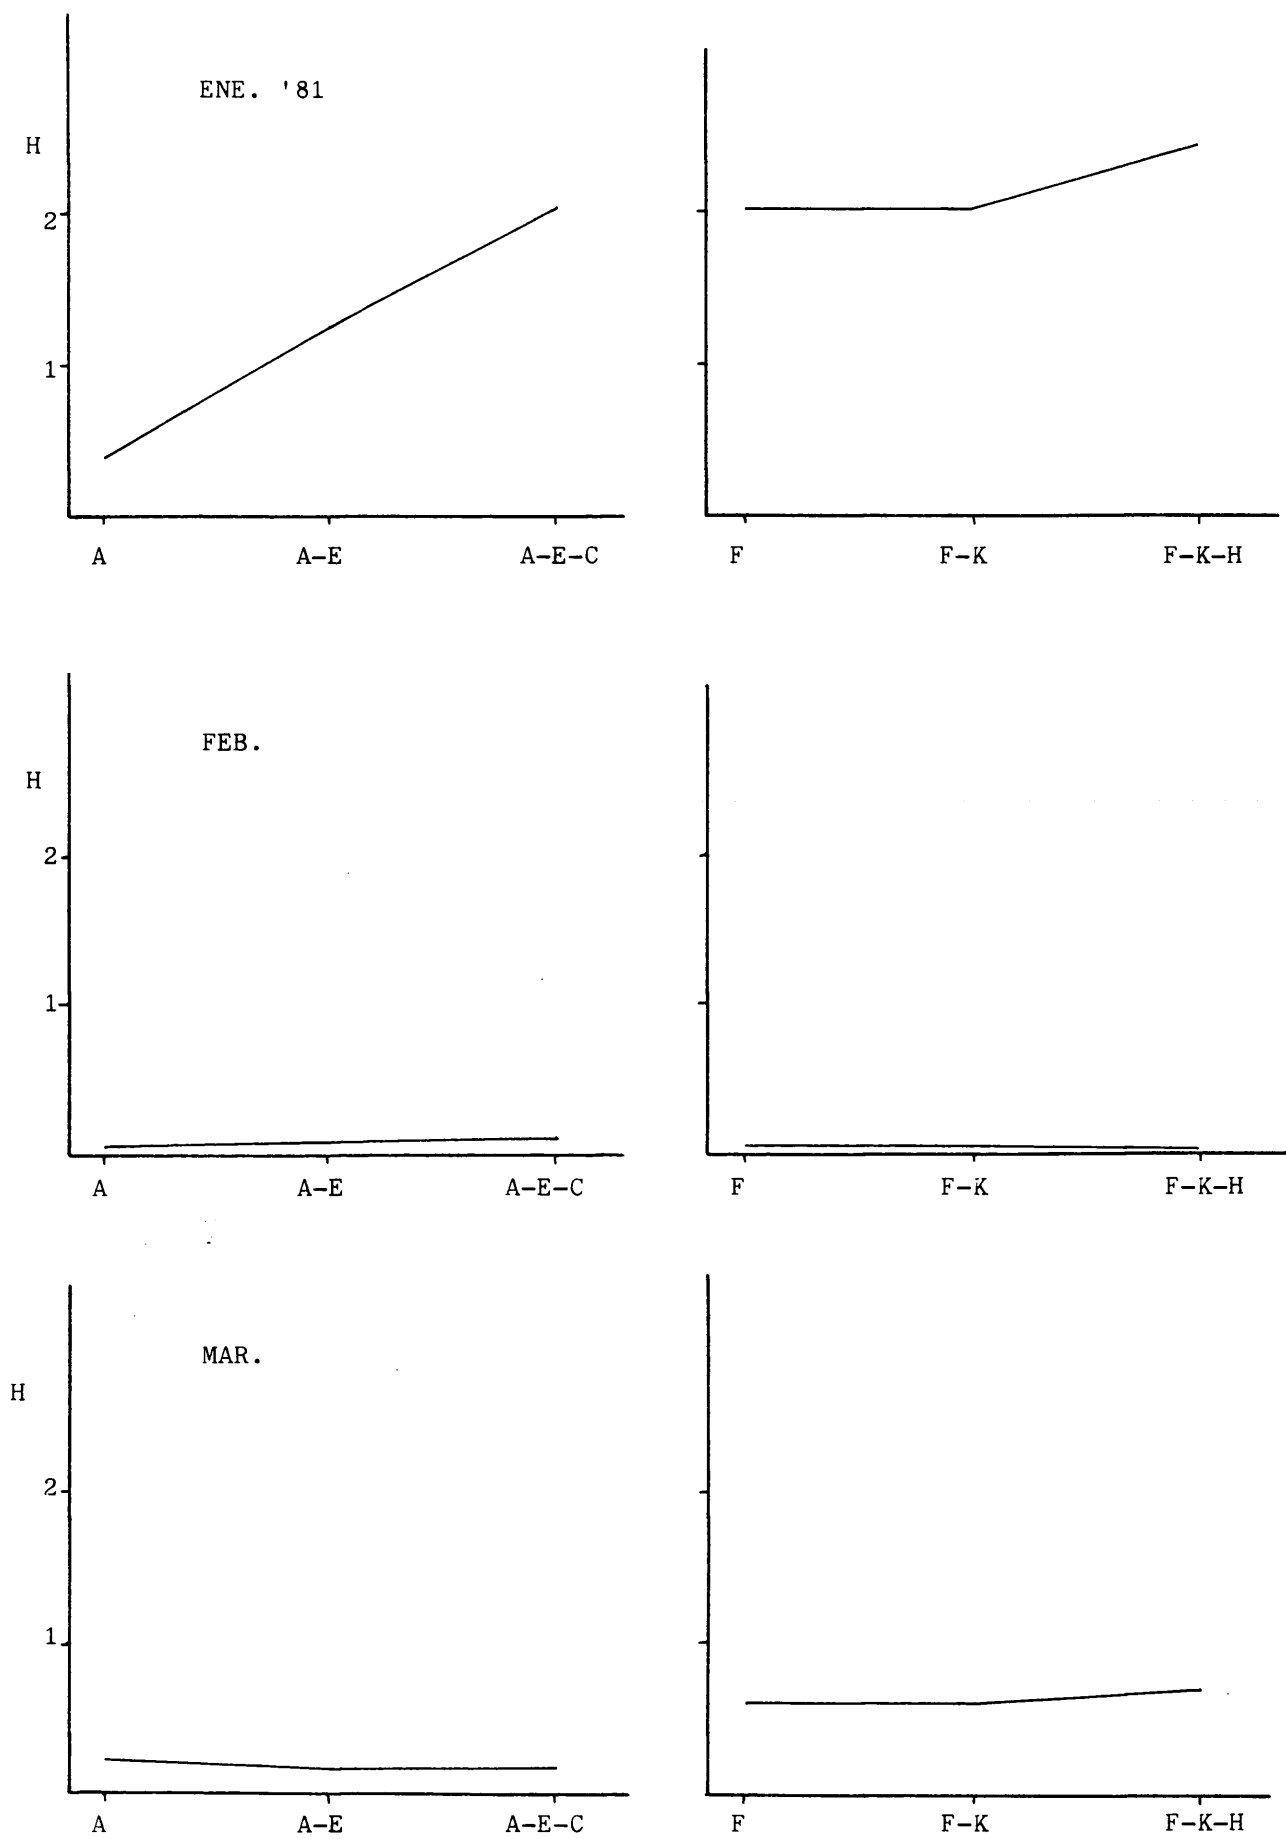 ENE. '81
H
2
1
A A-E A-E-C F F-K F-K-H
FEB.
H
2
1
A A-E A-E-C F F-K F-K-H
MAR.
H
2
1
A A-E A-E-C F F-K F-K-H